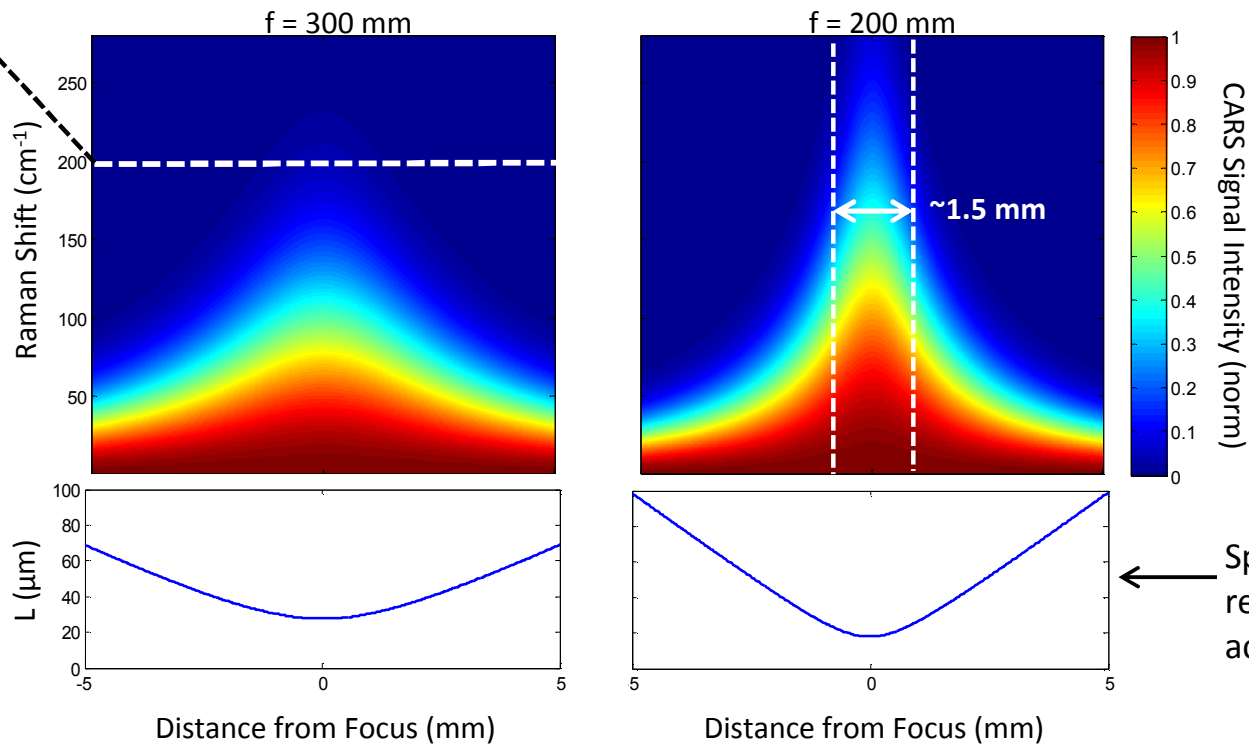 f = 300 mm
f = 200 mm
Raman Shift (cm-1)
250
200
150
100
50
~1.5 mm
1
0.9
0.8
0.7
0.6
0.5
0.4
0.3
0.2
0.1
0
CARS Signal Intensity (norm)
L (μm)
100
80
60
40
20
0
-5
0
5
Distance from Focus (mm)
5
0
5
Distance from Focus (mm)
Sp
re
ac